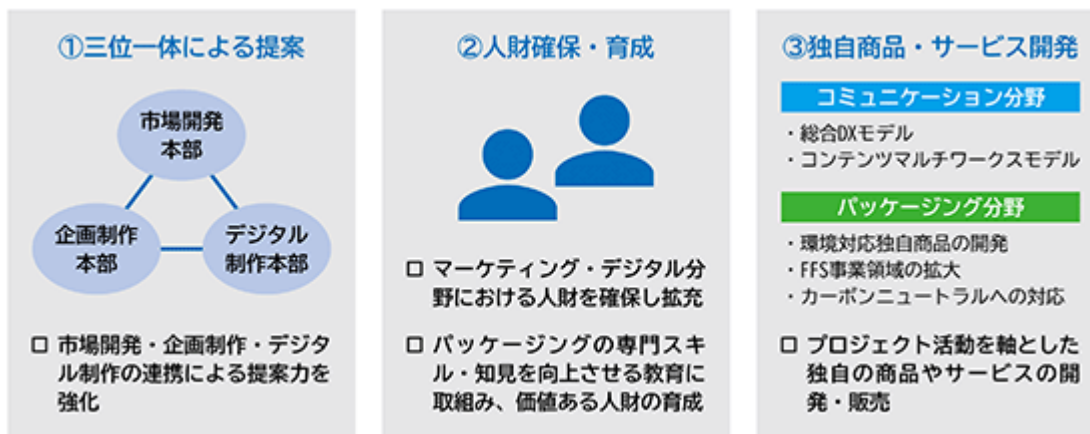 ①三位一体による提案
市場開発
本部
企画制作
本部
デジタル
制作本部
□ 市場開発・企画制作・デジタ
ル制作の連携による提案力を
強化
②人財確保・育成
□ マーケティング・デジタル分
野における人財を確保し拡充
□ パッケージングの専門スキ
ル・知見を向上させる教育に
取組み、価値ある人財の育成
③独自商品・サービス開発
コミュニケーション分野
・総合DXモデル
・コンテンツマルチワークスモデル
パッケージング分野
・環境対応独自商品の開発
・FFS事業領域の拡大
・カーボンニュートラルへの対応
□ プロジェクト活動を軸とした
独自の商品やサービスの開
発・販売